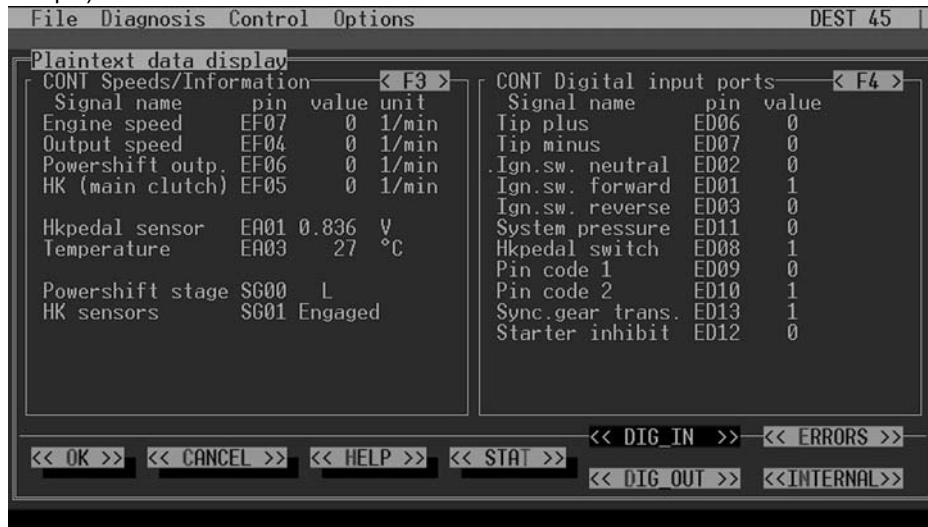 File Diagnosis Control Options DEST 45
Plaintext data display
CONT Speeds/Information < F3 >
Signal name pin value unit
Engine speed EF07 0 1/min
Output speed EF04 0 1/min
Powershift outp. EF06 0 1/min
HK (main clutch) EF05 0 1/min
Hkpedal sensor EA01 0.836 V
Temperature EA03 27 °C
Powershift stage SG00 L
HK sensors SG01 Engaged
CONT Digital input ports < F4 >
Signal name pin value
Tip plus ED06 0
Tip minus ED07 0
.Ign.sw. neutral ED02 0
Ign.sw. forward ED01 1
Ign.sw. reverse ED03 0
System pressure ED11 0
Hkpedal switch ED08 1
Pin code 1 ED09 0
Pin code 2 ED10 1
Sync.gear trans. ED13 1
Starter inhibit ED12 0
<< DIG_IN >> << ERRORS >>
<< OK >> << CANCEL >> << HELP >> << STAT >>
<< DIG_OUT >> <<INTERNAL>>